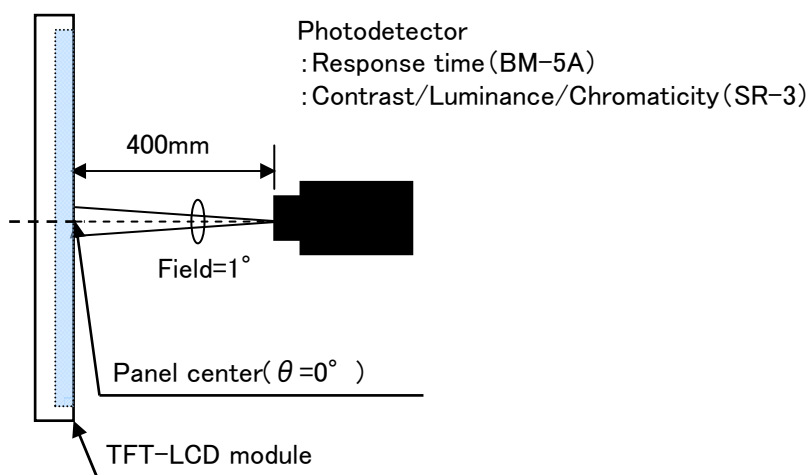 Photodetector
:Response time(BM-5A)
:Contrast/Luminance/Chromaticity(SR-3)
400mm
Field=1°
Panel center(θ=0° )
TFT-LCD module